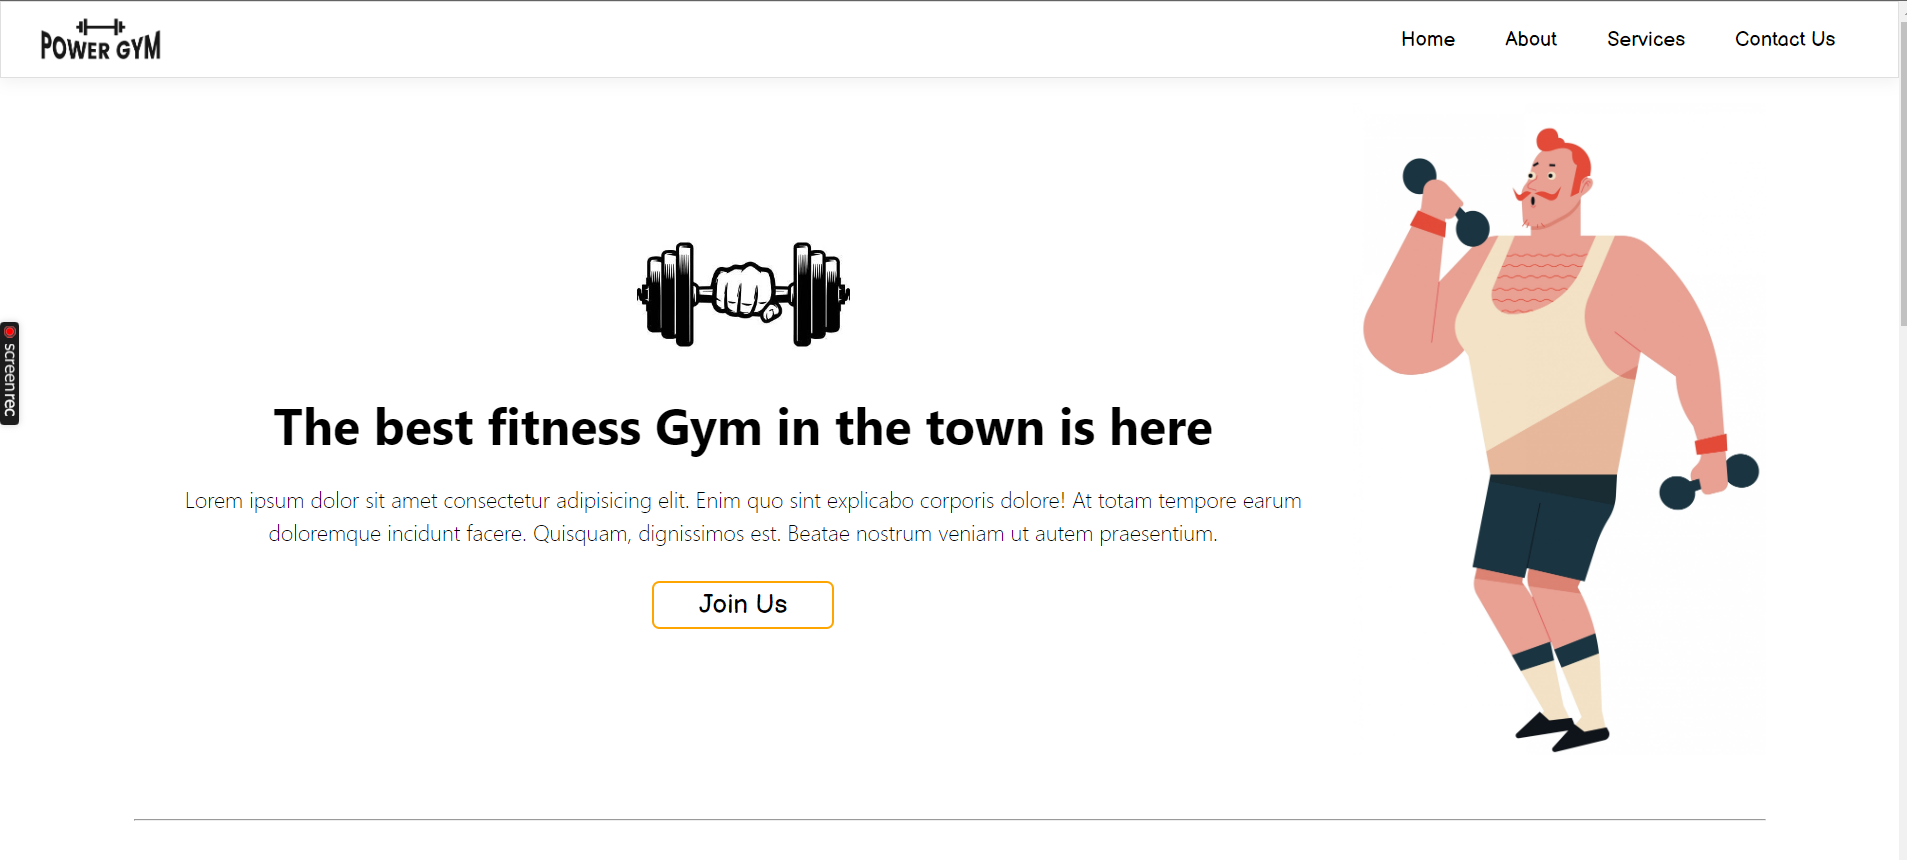 POWER GYM
Home
About
Services
Contact Us
screenrec
The best fitness Gym in the town is here
Lorem ipsum dolor sit amet consectetur adipisicing elit. Enim quo sint explicabo corporis dolore! At totam tempore earum
doloremque incidunt facere. Quisquam, dignissimos est. Beatae nostrum veniam ut autem praesentium.
Join Us